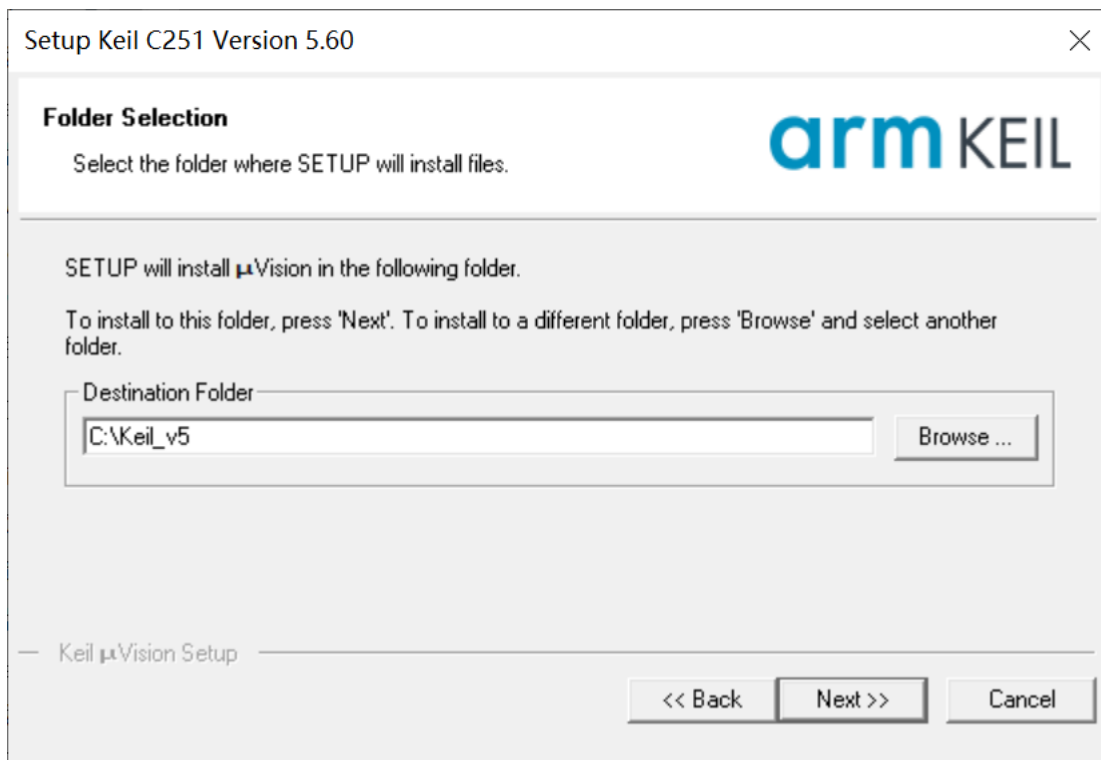 Setup Keil C251 Version 5.60
Folder Selection
Select the folder where SETUP will install files.
arm KEIL
SETUP will install µVision in the following folder.
To install to this folder, press 'Next'. To install to a different folder, press 'Browse' and select another
folder.
Destination Folder
C:\Keil_v5
Browse ...
Keil µVision Setup
<< Back
Next >>
Cancel